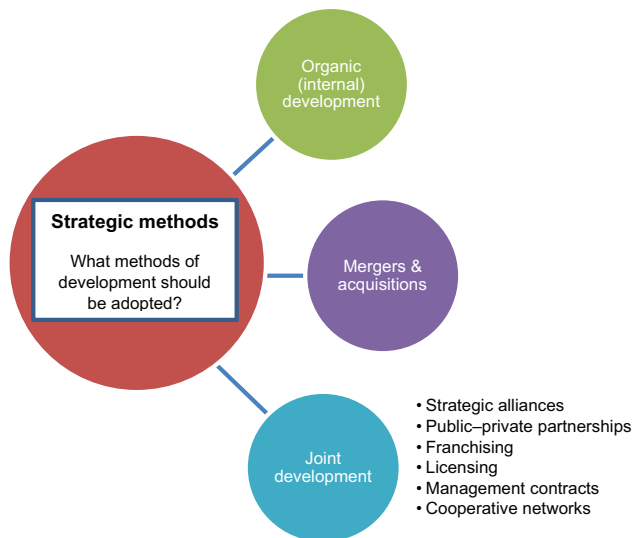 Organic
(internal)
development
Strategic methods
What methods of
development should
be adopted?
Mergers &
acquisitions
Joint
development
• Strategic alliances
• Public–private partnerships
• Franchising
• Licensing
• Management contracts
• Cooperative networks